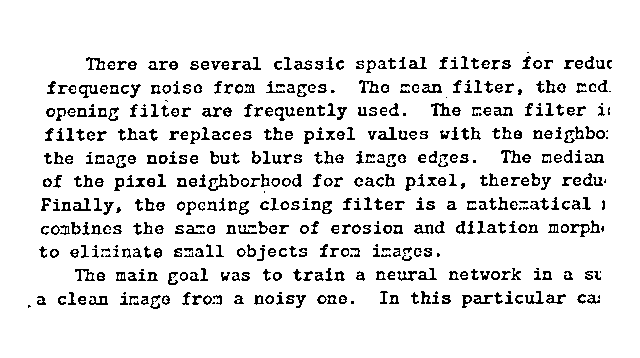 There are several classic spatial filters for reduc
frequency noise from images. The mean filter, the med
opening filter are frequently used. The mean filter is
filter that replaces the pixel values with the neighbo
the image noise but blurs the image edges. The median
of the pixel neighborhood for each pixel, thereby redu
Finally, the opening closing filter is a mathematical
combines the same number of erosion and dilation morph
to eliminate small objects from images.
The main goal was to train a neural network in a su
a clean image from a noisy one. In this particular cas